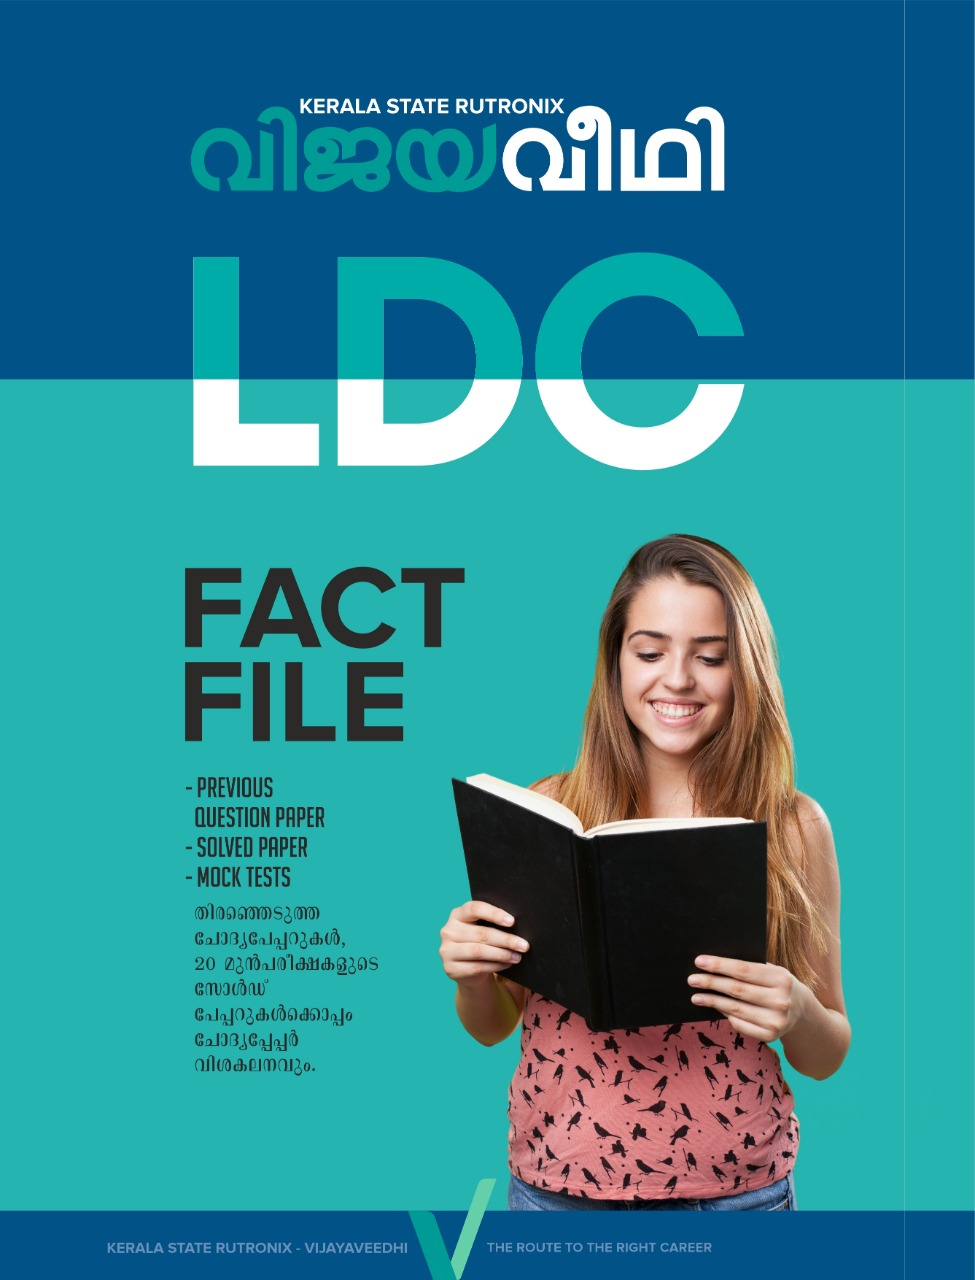 KERALA STATE RUTRONIX
വിജയവീഥി
LDC
FACT
FILE
- PREVIOUS
QUESTION PAPER
- SOLVED PAPER
- MOCK TESTS
തിരഞ്ഞെടുത്ത
ചോദ്യപേപ്പറുകൾ,
20 മുൻപരീക്ഷകളുടെ
സോൾഡ്
പേപ്പറുകൾക്കൊപ്പം
ചോദ്യപ്പേപ്പർ
വിശകലനവും.
KERALA STATE RUTRONIX - VIJAYAVEEDHI
THE ROUTE TO THE RIGHT CAREER